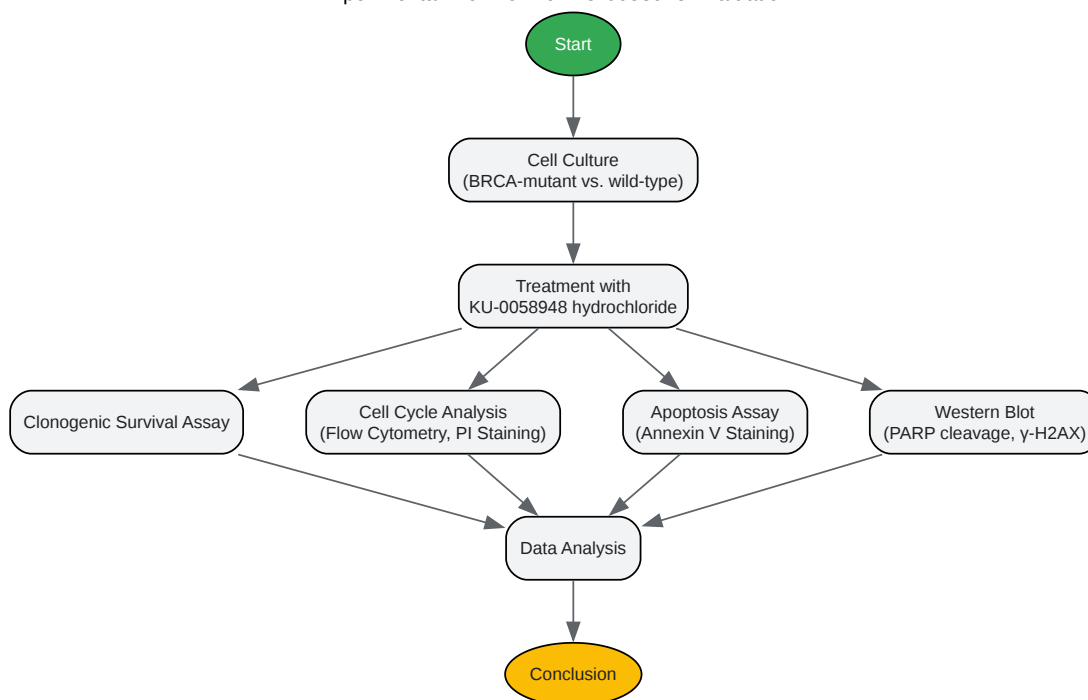 Start
Cell Culture
(BRCA-mutant vs. wild-type)
Treatment with
KU-0058948 hydrochloride
Clonogenic Survival Assay
Cell Cycle Analysis
(Flow Cytometry, PI Staining)
Apoptosis Assay
(Annexin V Staining)
Western Blot
(PARP cleavage, γ-H2AX)
Data Analysis
Conclusion